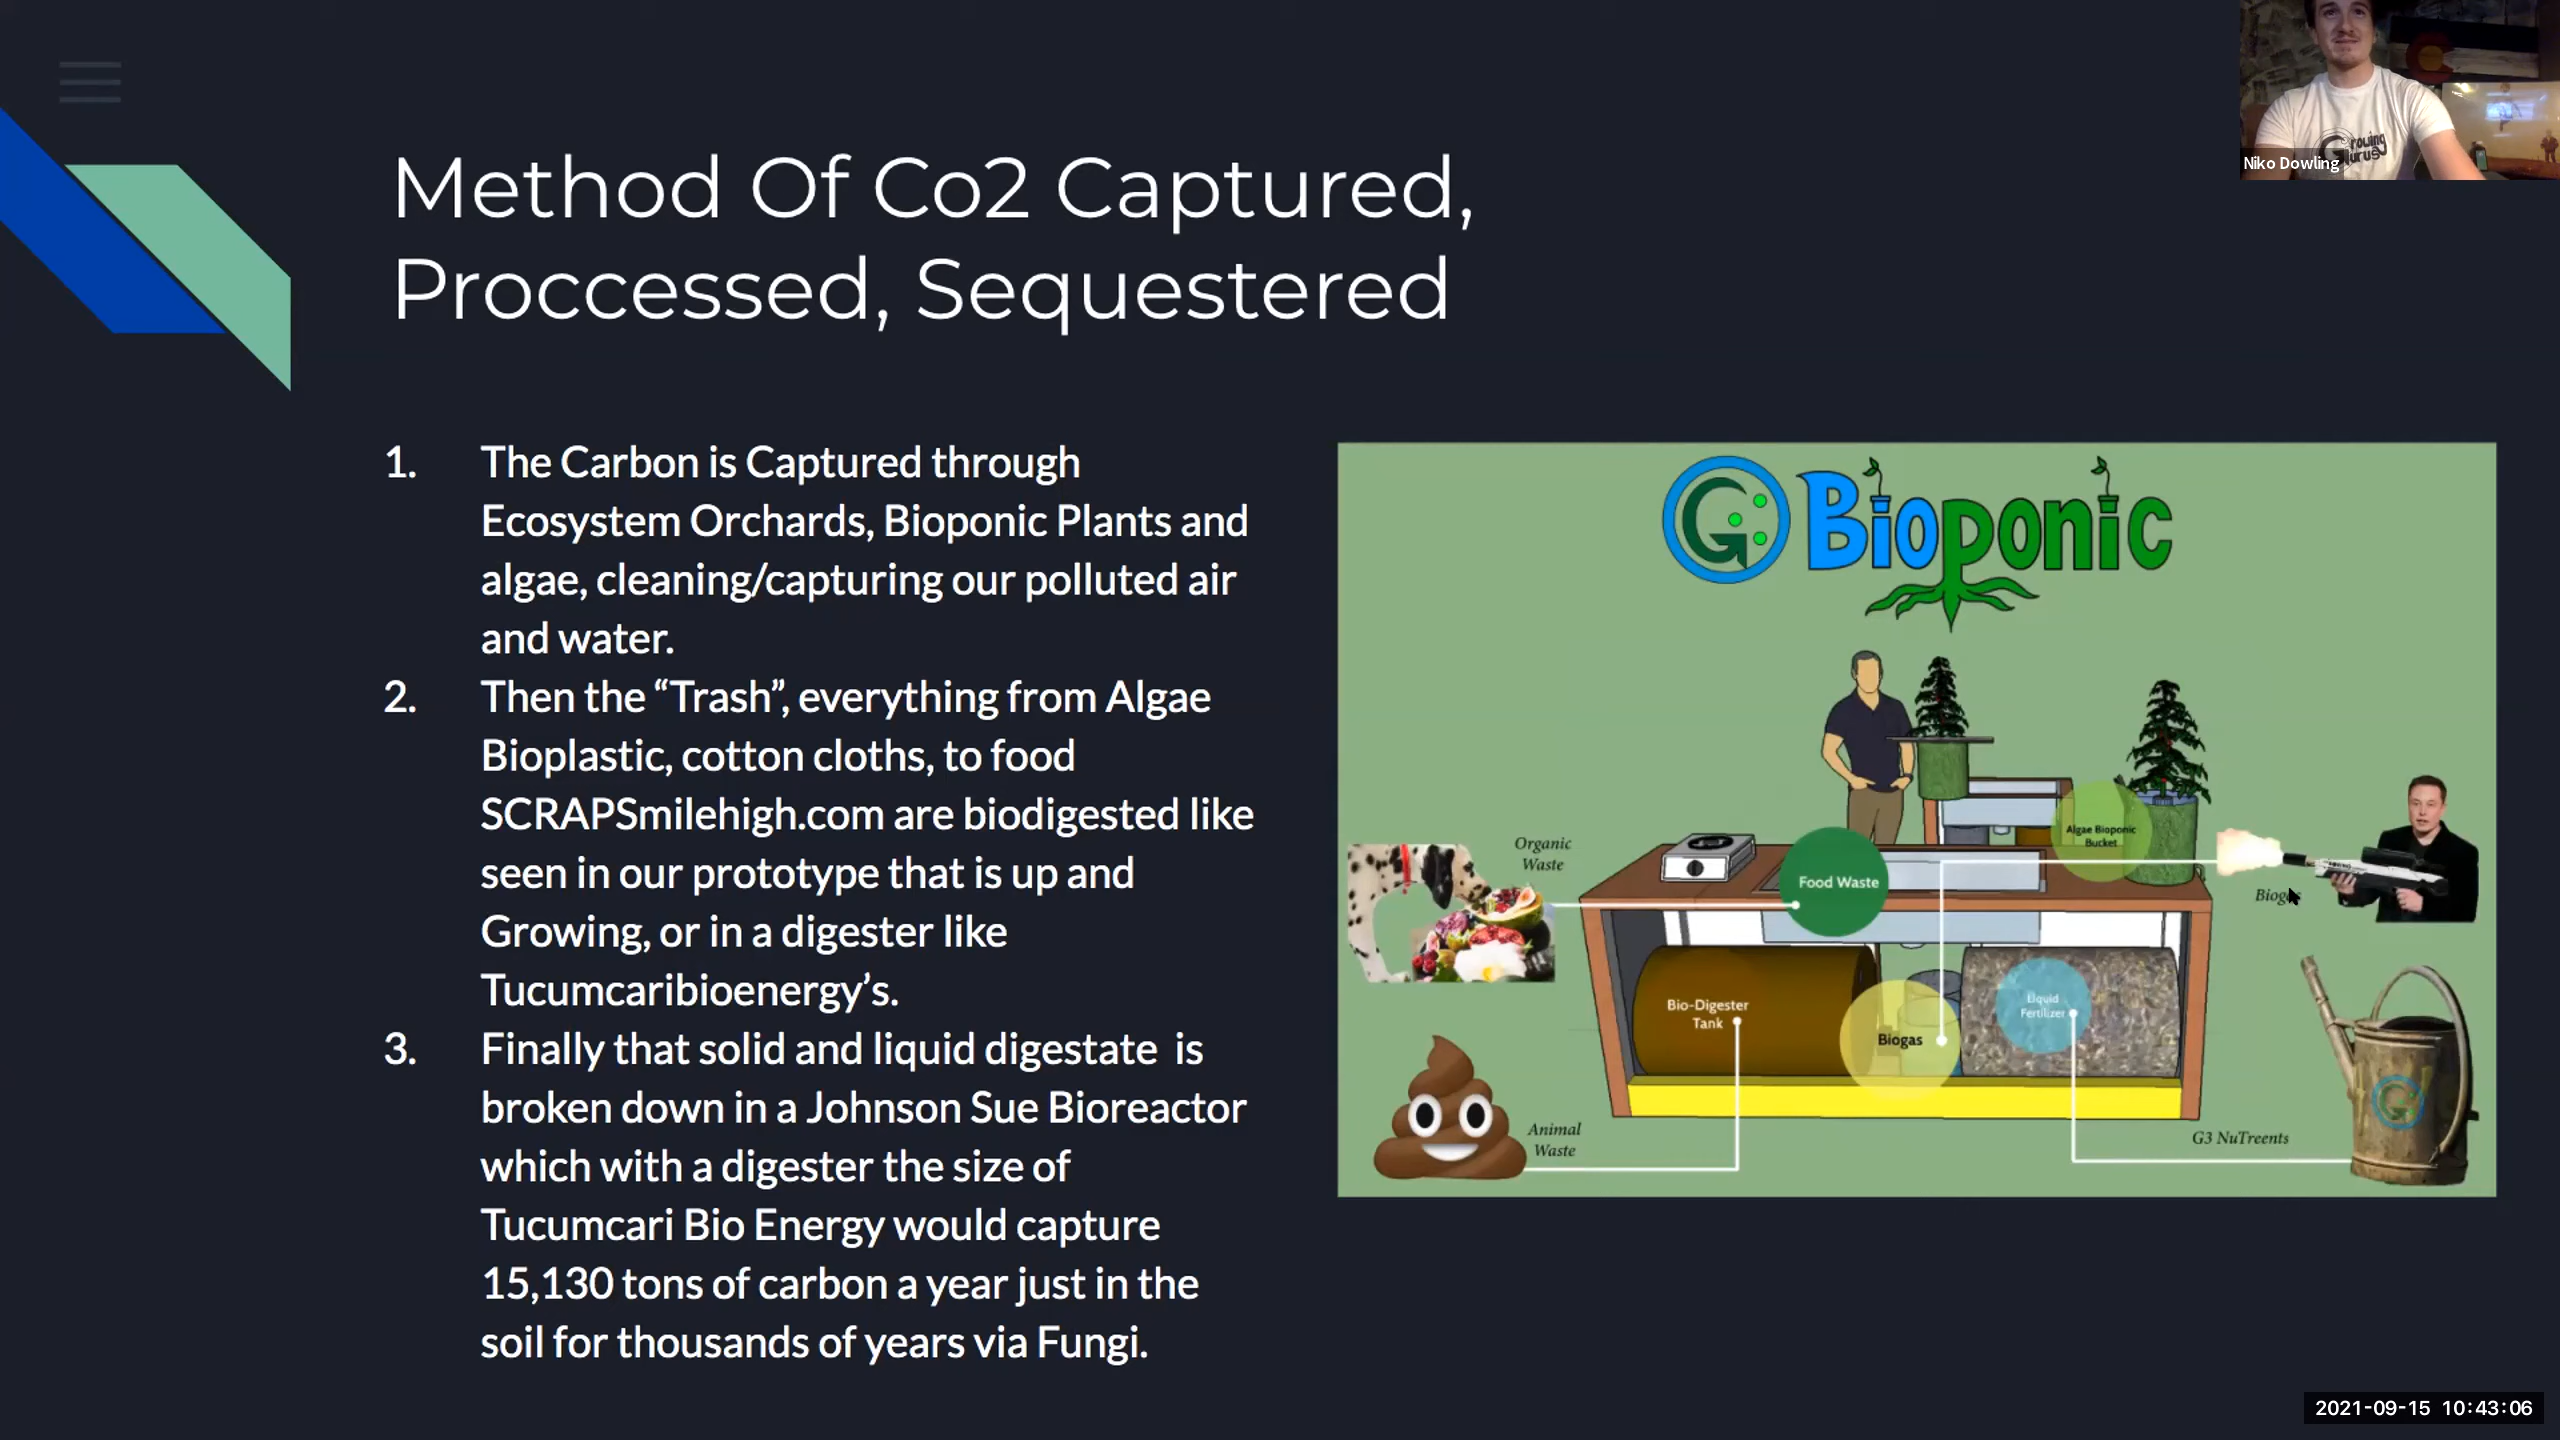 Method Of Co2 Captured,
Proccessed, Sequestered
1. The Carbon is Captured through
Ecosystem Orchards, Bioponic Plants and
algae, cleaning/capturing our polluted air
and water.
2. Then the “Trash”, everything from Algae
Bioplastic, cotton cloths, to food
SCRAPSmilehigh.com are biodigested like
seen in our prototype that is up and
Growing, or in a digester like
Tucumcaribioenergy’s.
3. Finally that solid and liquid digestate is
broken down in a Johnson Sue Bioreactor
which with a digester the size of
Tucumcari Bio Energy would capture
15,130 tons of carbon a year just in the
soil for thousands of years via Fungi.
G Bioponic
Organic
Waste
Food Waste
Algae Bioponic
Bucket
Bio-Digester
Tank
Biogas
Liquid
Fertilizer
Animal
Waste
G3 NuTreents
Growing
Gurus
Niko Dowling
2021-09-15 10:43:06